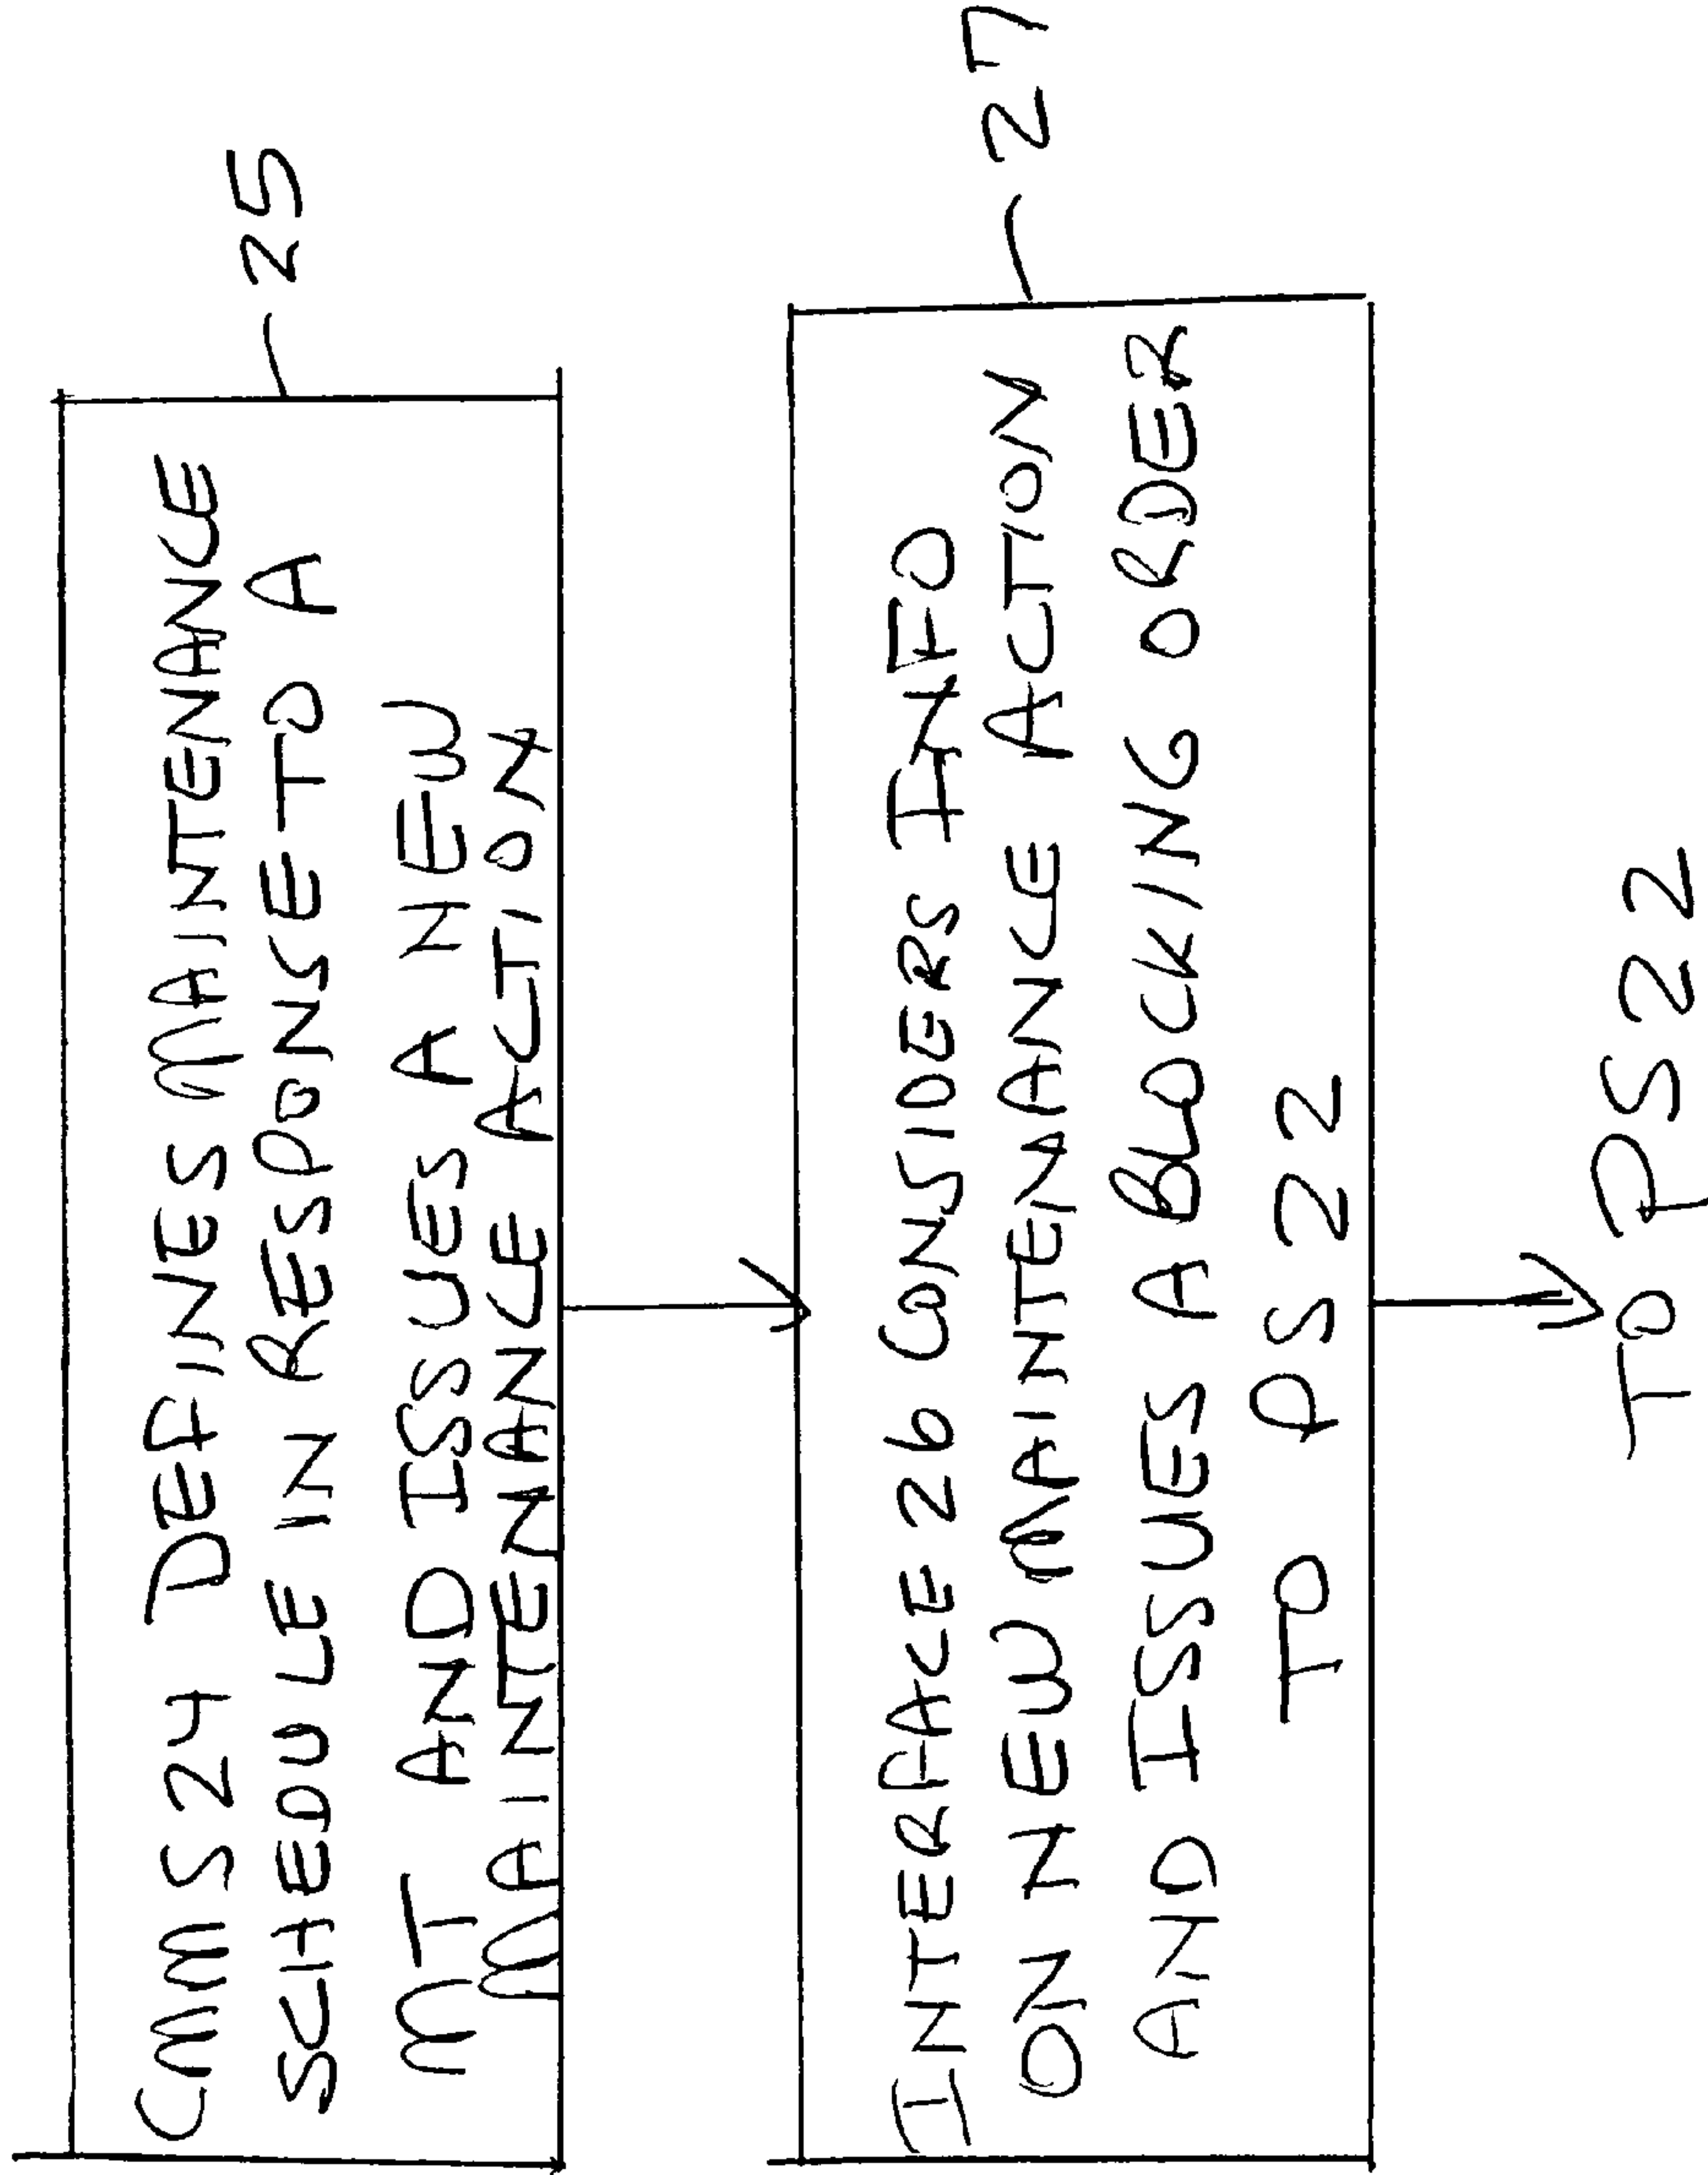 CMMS 24 DEFINES MAINTENANCE
SCHEDULE IN RESPONSE TO A
MT AND ISSUES A NEW
MAINTENANCE ACTION
25
INTERFACE 26 CONSIDERS INFO
ON NEW MAINTENANCE ACTION
AND ISSUES A BLOCKING ORDER
TO PS 22
27
TO PS 22